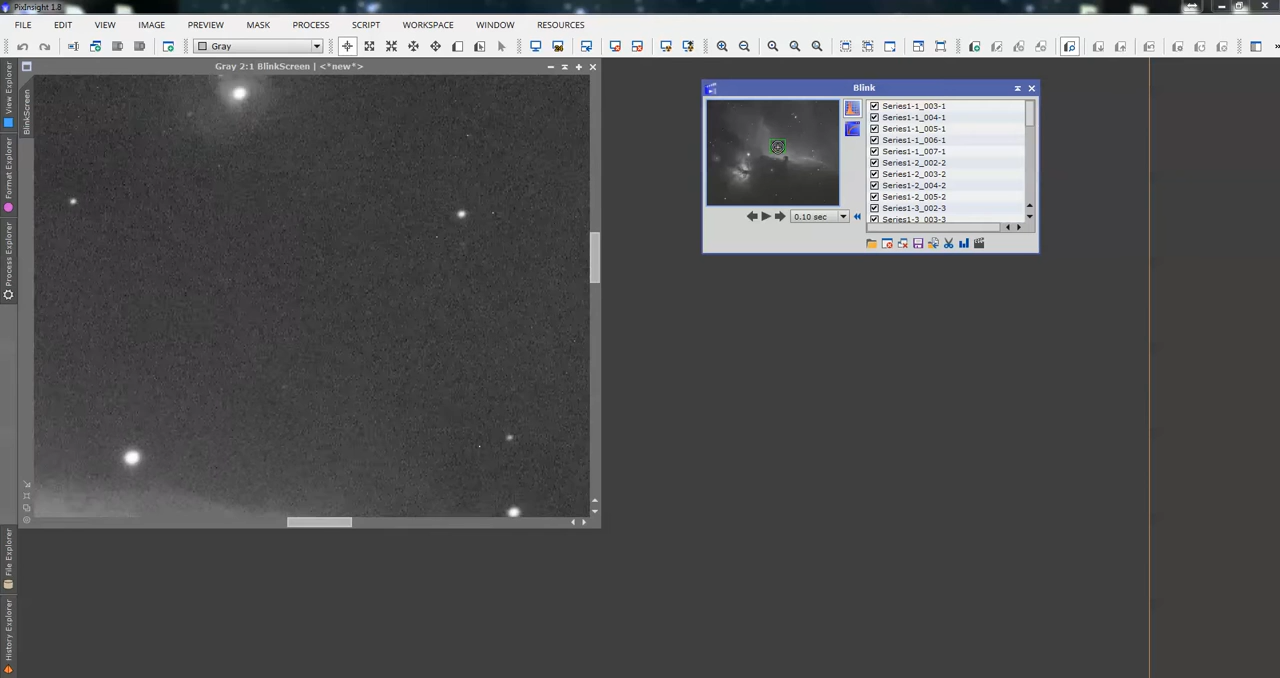 PixInsight 1.8
FILE EDIT VIEW IMAGE PREVIEW MASK PROCESS SCRIPT WORKSPACE WINDOW RESOURCES
Gray
Gray 2:1 BlinkScreen | <*new*>
View Explorer
BlinkScreen
Format Explorer
Process Explorer
File Explorer
History Explorer
Blink
Series1-1_003-1
Series1-1_004-1
Series1-1_005-1
Series1-1_006-1
Series1-1_007-1
Series1-2_002-2
Series1-2_003-2
Series1-2_004-2
Series1-2_005-2
Series1-3_002-3
Series1-3_003-3
0.10 sec